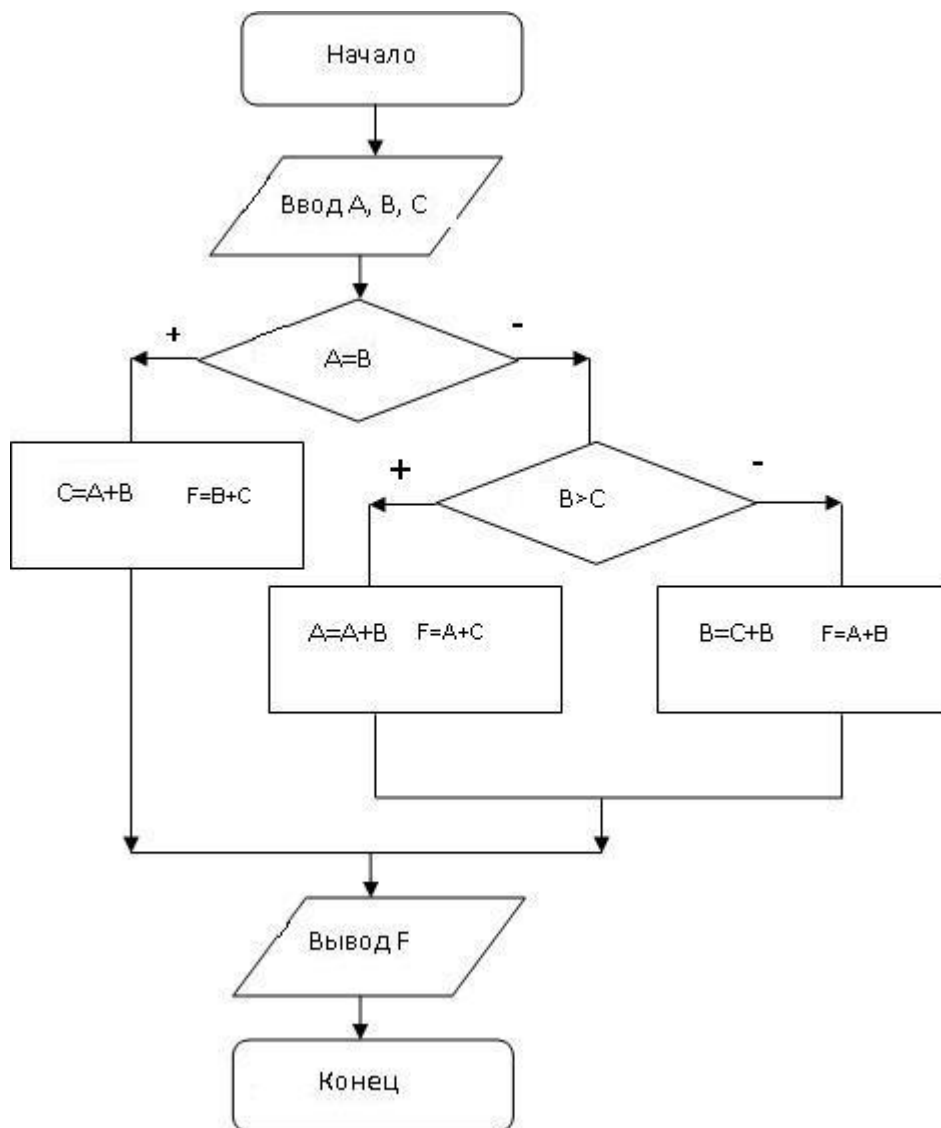 Начало
Ввод A, B, C
A=B
+
-
C=A+B F=B+C
B>C
+
-
A=A+B F=A+C
B=C+B F=A+B
Вывод F
Конец